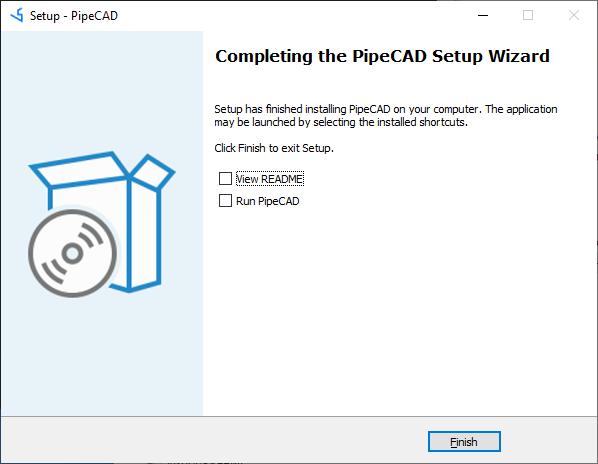 Setup - PipeCAD
Completing the PipeCAD Setup Wizard
Setup has finished installing PipeCAD on your computer. The application
may be launched by selecting the installed shortcuts.
Click Finish to exit Setup.
View README
Run PipeCAD
Finish